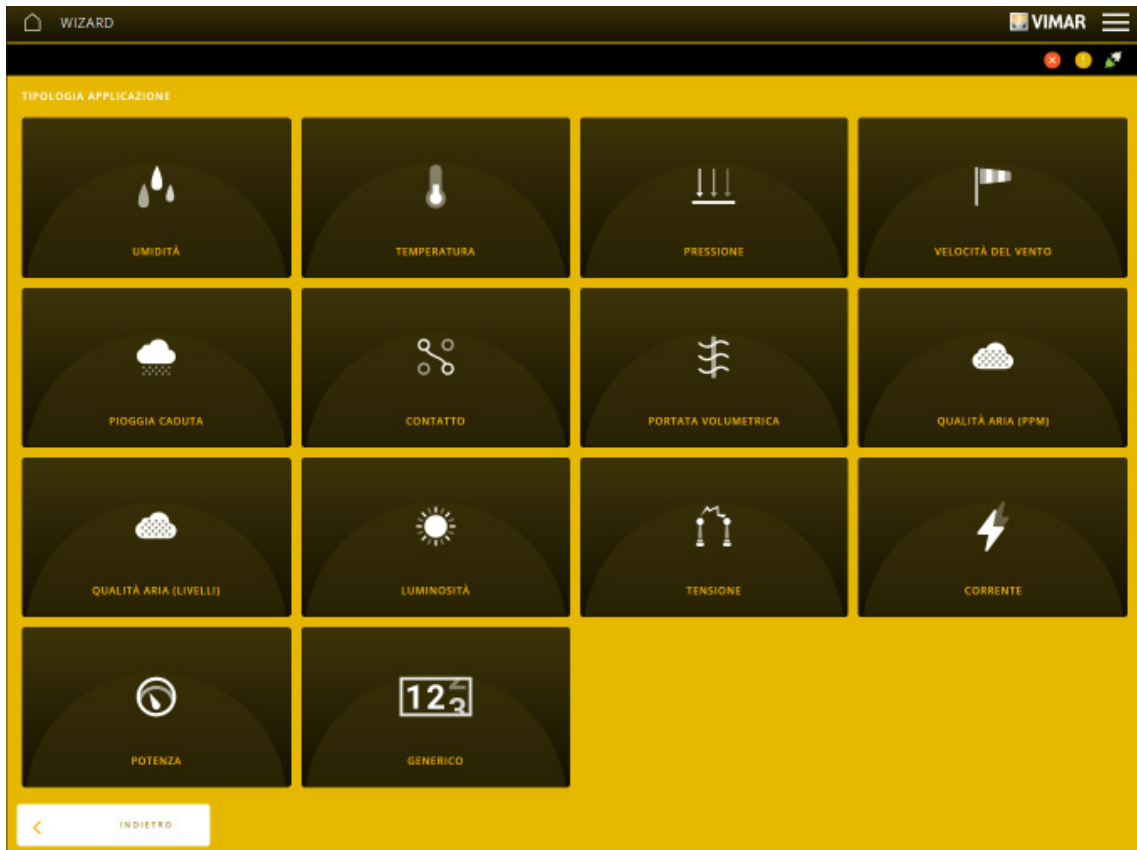 WIZARD
VIMAR
TIPOLOGIA APPLICAZIONE
UMIDITÀ
TEMPERATURA
PRESSIONE
VELOCITÀ DEL VENTO
PIOGGIA CADUTA
CONTATTO
PORTATA VOLUMETRICA
QUALITÀ ARIA (PPM)
QUALITÀ ARIA (LIVELLI)
LUMINOSITÀ
TENSIONE
CORRENTE
123
POTENZA
GENERICO
INDIETRO